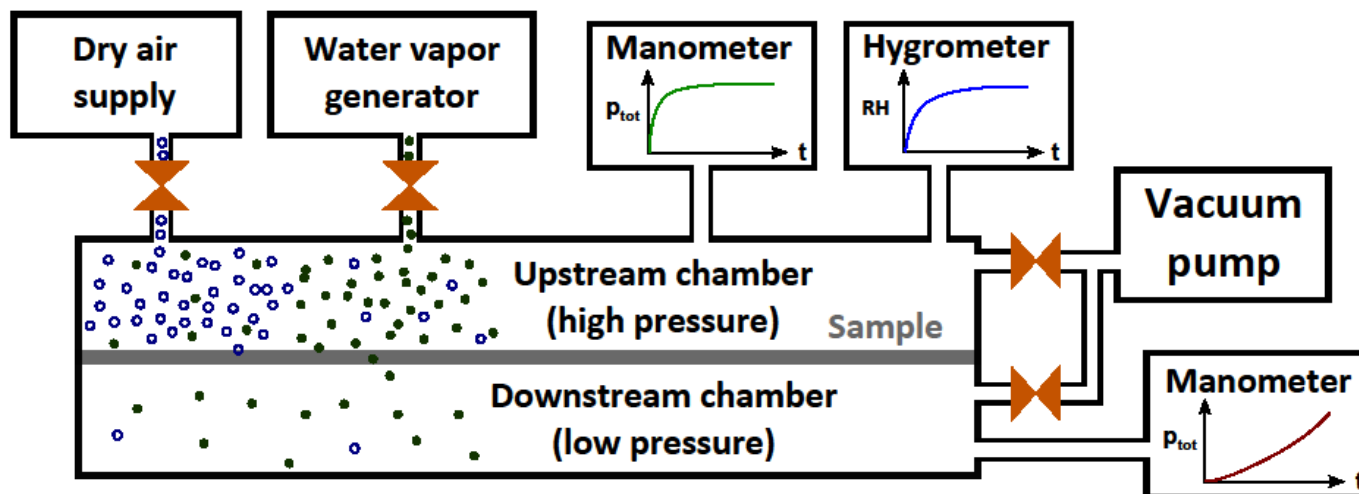 Dry air
supply
Water vapor
generator
Manometer
p_tot
t
Hygrometer
RH
t
Vacuum
pump
Upstream chamber
(high pressure)
Sample
Downstream chamber
(low pressure)
Manometer
p_tot
t